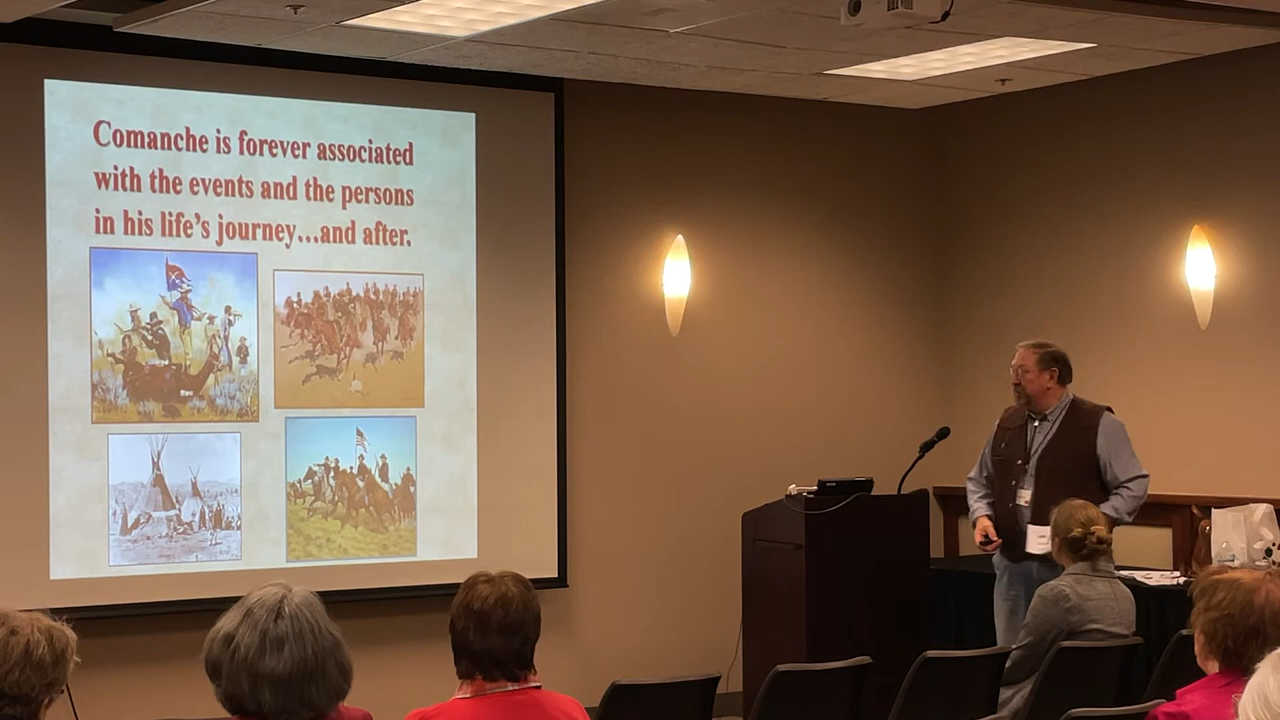 Comanche is forever associated
with the events and the persons
in his life’s journey...and after.